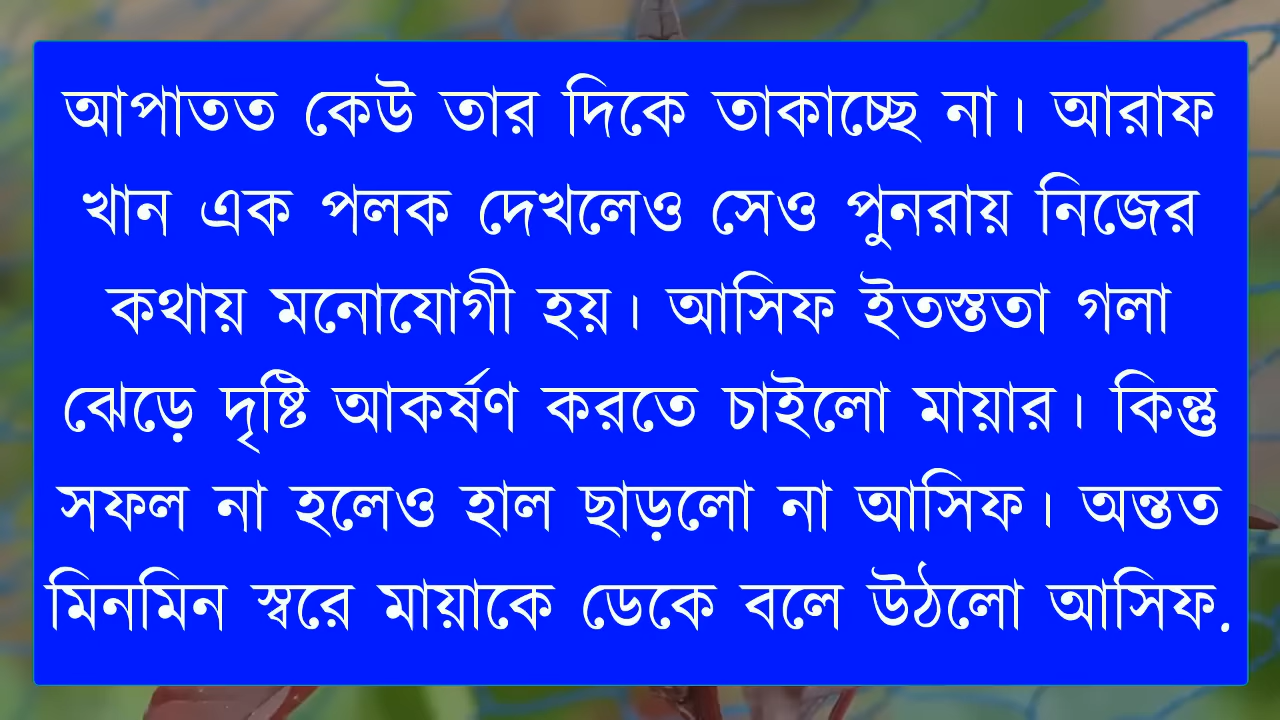 আপাতত কেউ তার দিকে তাকাচ্ছে না। আরাফ
খান এক পলক দেখলেও সেও পুনরায় নিজের
কথায় মনোযোগী হয়। আসিফ ইতস্ততা গলা
ঝেড়ে দৃষ্টি আকর্ষণ করতে চাইলো মায়ার। কিন্তু
সফল না হলেও হাল ছাড়লো না আসিফ। অন্তত
মিনমিন স্বরে মায়াকে ডেকে বলে উঠলো আসিফ.